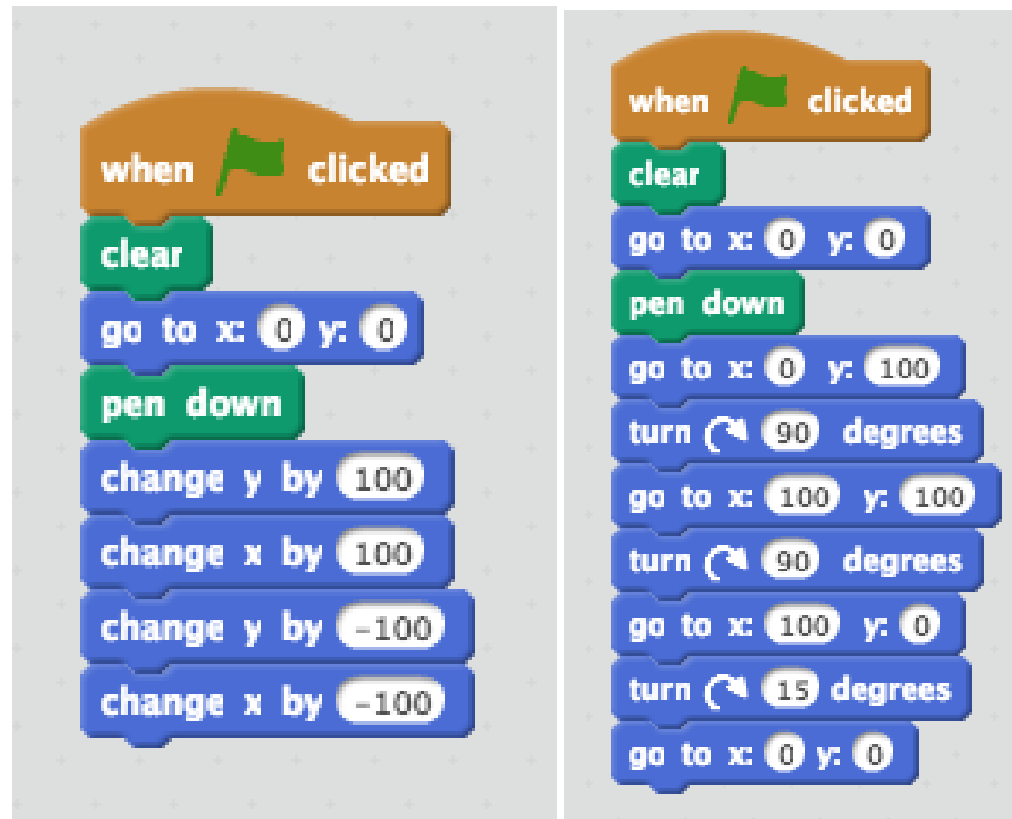 when clicked
clear
go to x: 0 y: 0
pen down
change y by 100
change x by 100
change y by -100
change x by -100
when clicked
clear
go to x: 0 y: 0
pen down
go to x: 0 y: 100
turn 90 degrees
go to x: 100 y: 100
turn 90 degrees
go to x: 100 y: 0
turn 15 degrees
go to x: 0 y: 0